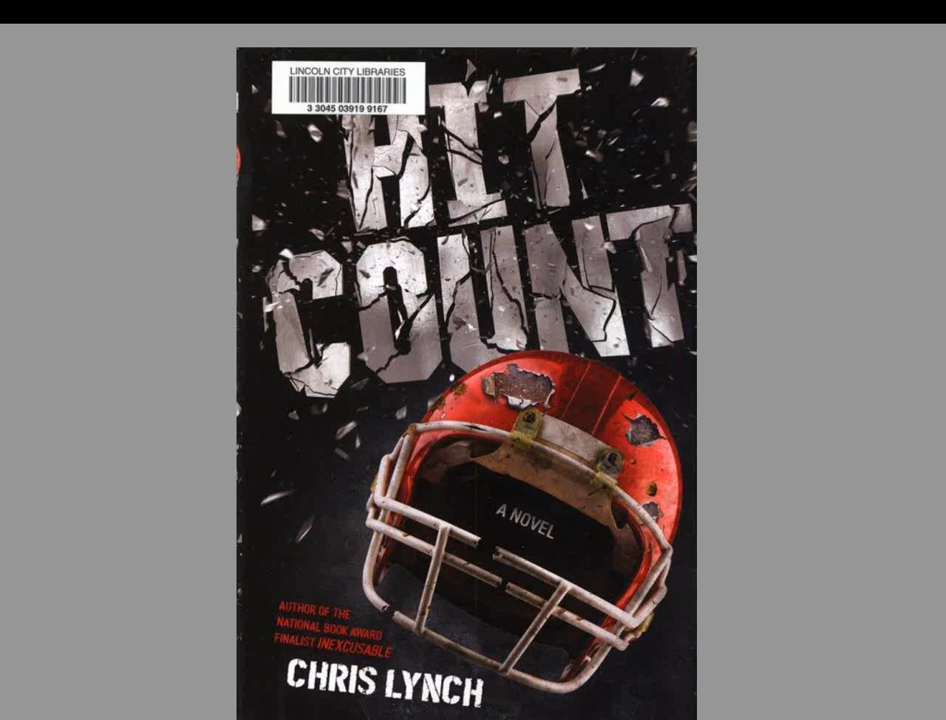 LINCOLN CITY LIBRARIES
3 3045 03919 9167
HIT
COUNT
A NOVEL
AUTHOR OF THE
NATIONAL BOOK AWARD
FINALIST INEXCUSABLE
CHRIS LYNCH